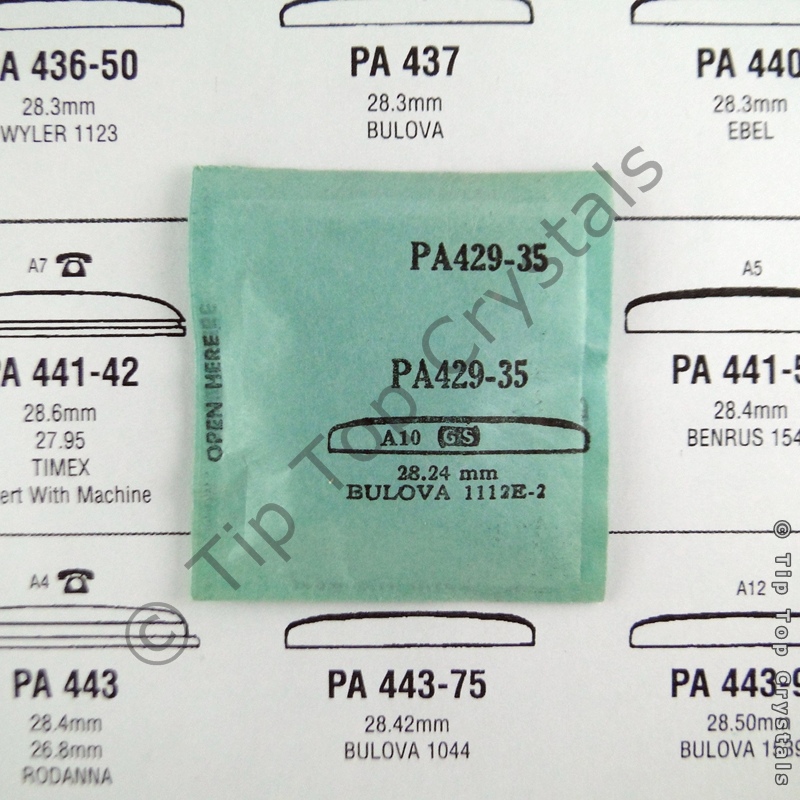 A 436-50
28.3mm
WYLER 1123
PA 437
28.3mm
BULOVA
PA 440
28.3mm
EBEL
A7
A 441-42
28.6mm
27.95
TIMEX
ert With Machine
PA429-35
PA429-35
OPEN HERE
A10 GS
28.24 mm
BULOVA 1112E-2
A5
PA 441-5
28.4mm
BENRUS 154
A4
PA 443
28.4mm
26.8mm
RODANNA
PA 443-75
28.42mm
BULOVA 1044
A12
PA 443-9
28.50mm
BULOVA 1589
© Tip Top Crystals
© Tip Top Crystals